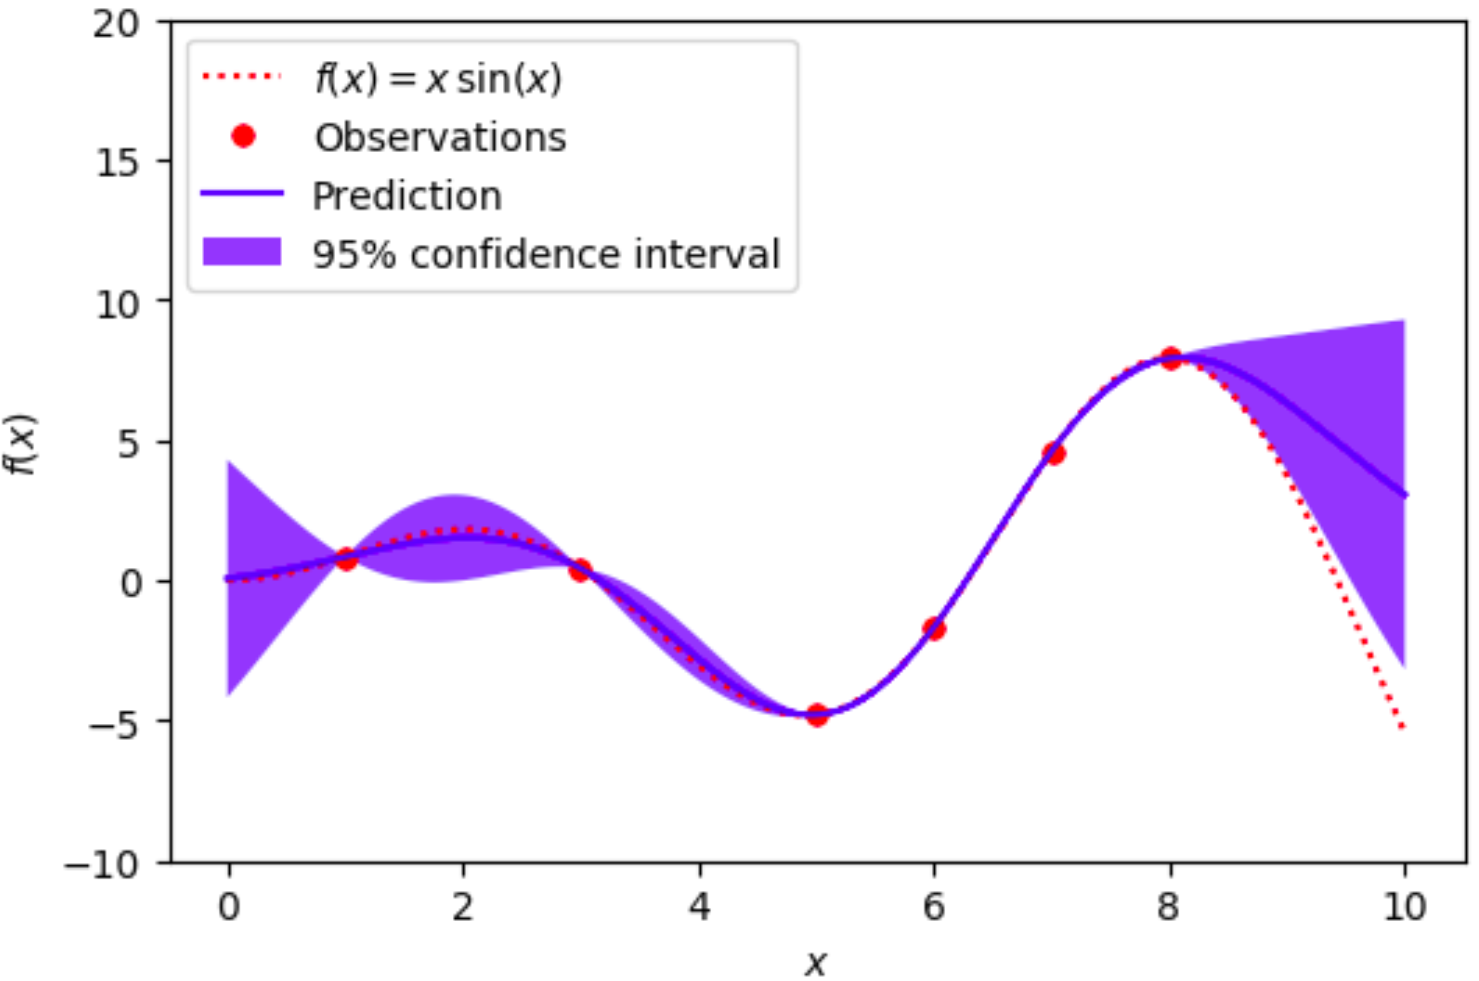 20
15
10
5
0
−5
−10
f(x)
f(x) = x sin(x)
Observations
Prediction
95% confidence interval
0 2 4 6 8 10
x